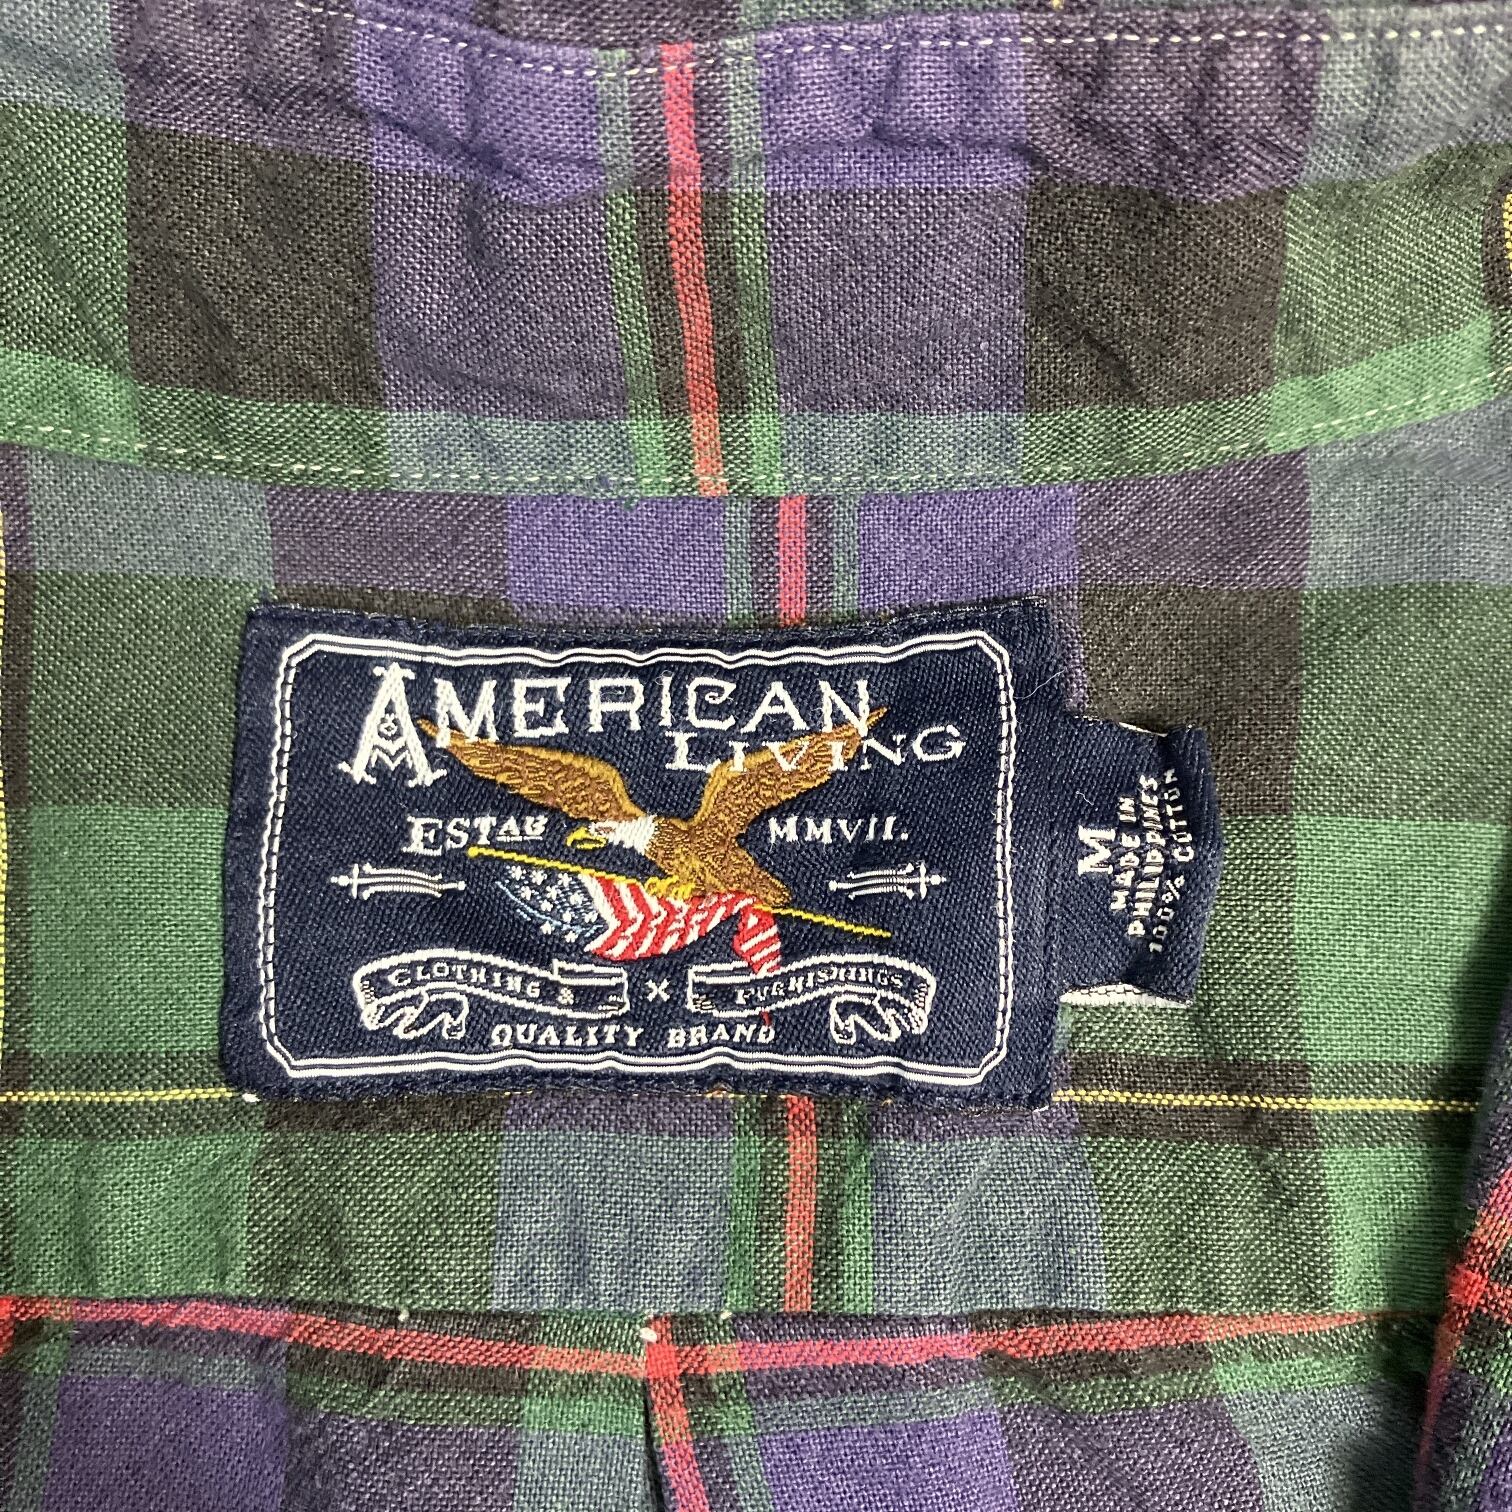 AMERICAN
LIVING
ESTAB MMVII.
CLOTHING & X FURNISHINGS
QUALITY BRAND
M
MADE IN
PHILIPPINES
100% COTTON